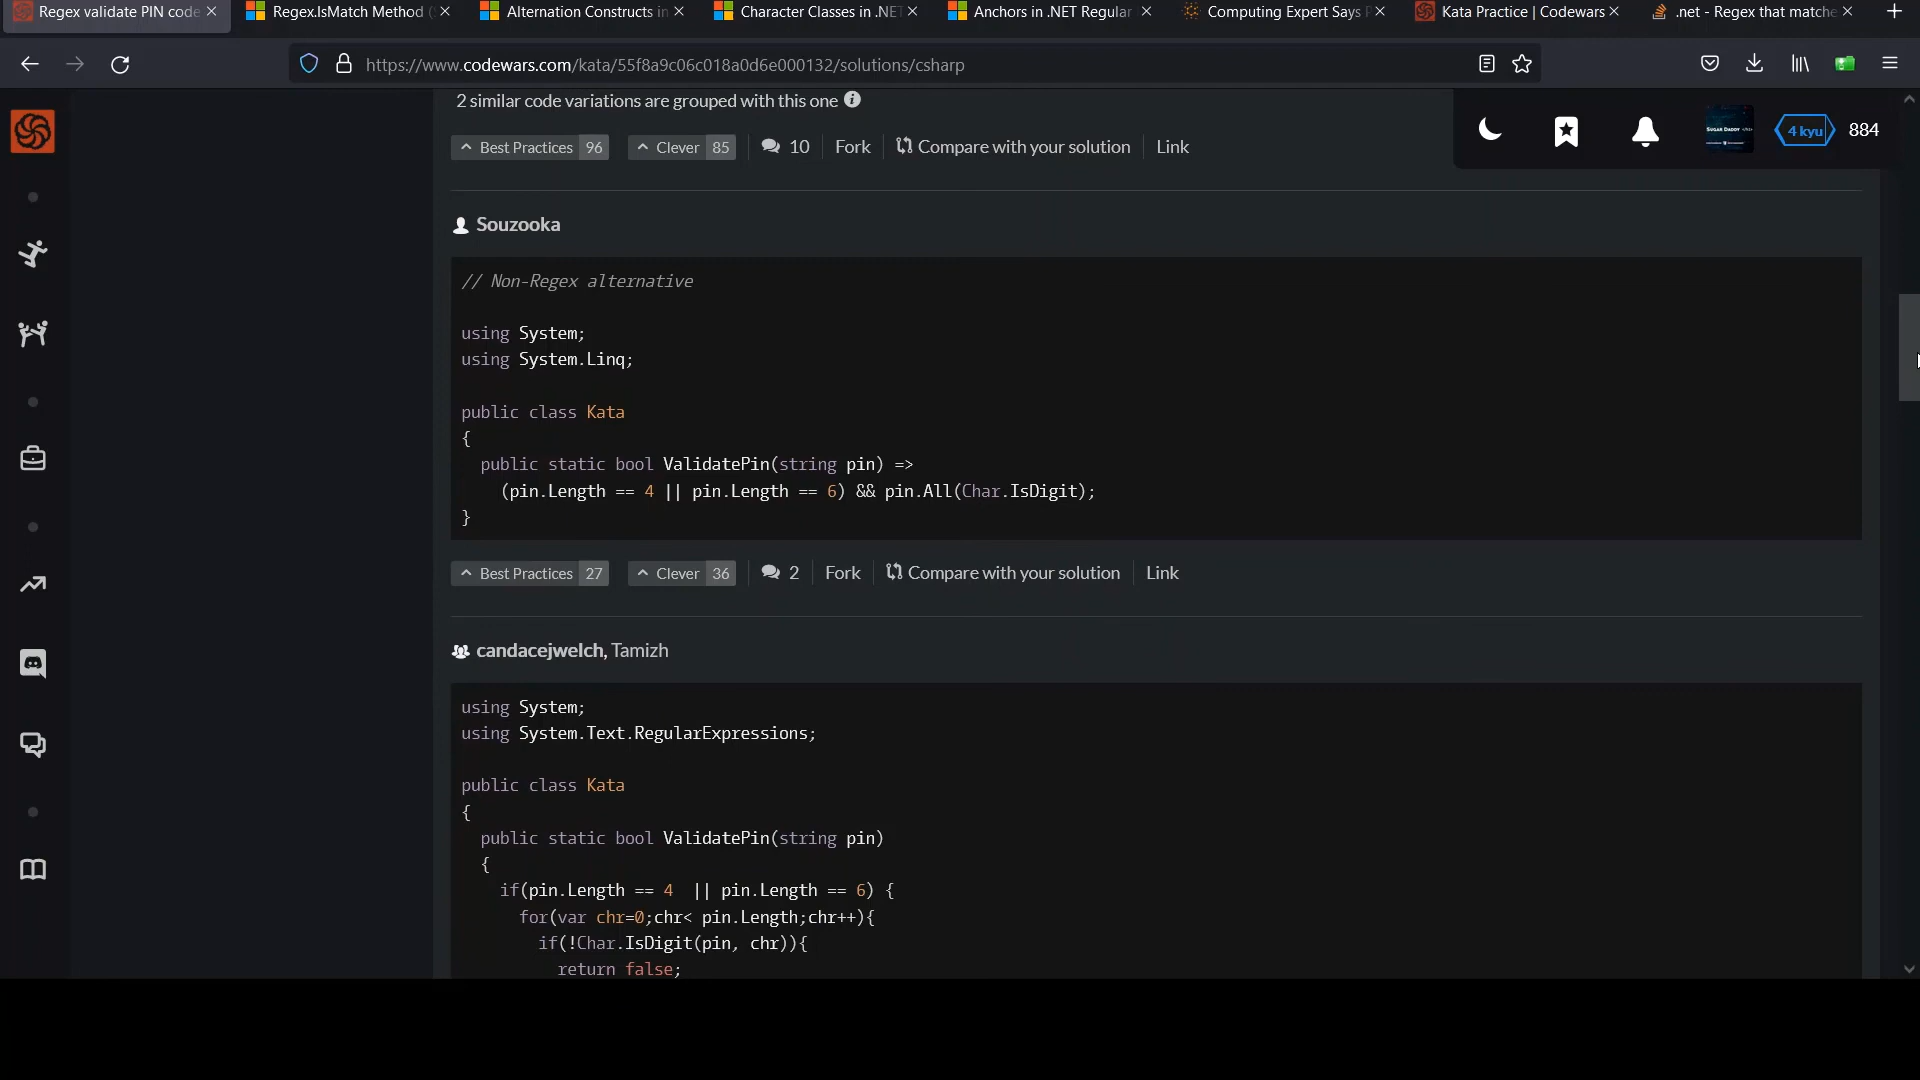 Regex validate PIN code
Regex.IsMatch Method (
Alternation Constructs in
Character Classes in .NET
Anchors in .NET Regular
Computing Expert Says
Kata Practice | Codewars
.net - Regex that matche
https://www.codewars.com/kata/55f8a9c06c018a0d6e000132/solutions/csharp
2 similar code variations are grouped with this one
Best Practices 96 Clever 85 10 Fork Compare with your solution Link
SUGAR DADDY
4 kyu 884
Souzooka
// Non-Regex alternative
using System;
using System.Linq;
public class Kata
{
public static bool ValidatePin(string pin) =>
(pin.Length == 4 || pin.Length == 6) && pin.All(Char.IsDigit);
}
Best Practices 27 Clever 36 2 Fork Compare with your solution Link
candacejwelch, Tamizh
using System;
using System.Text.RegularExpressions;
public class Kata
{
public static bool ValidatePin(string pin)
{
if(pin.Length == 4  || pin.Length == 6) {
for(var chr=0;chr< pin.Length;chr++){
if(!Char.IsDigit(pin, chr)){
return false;